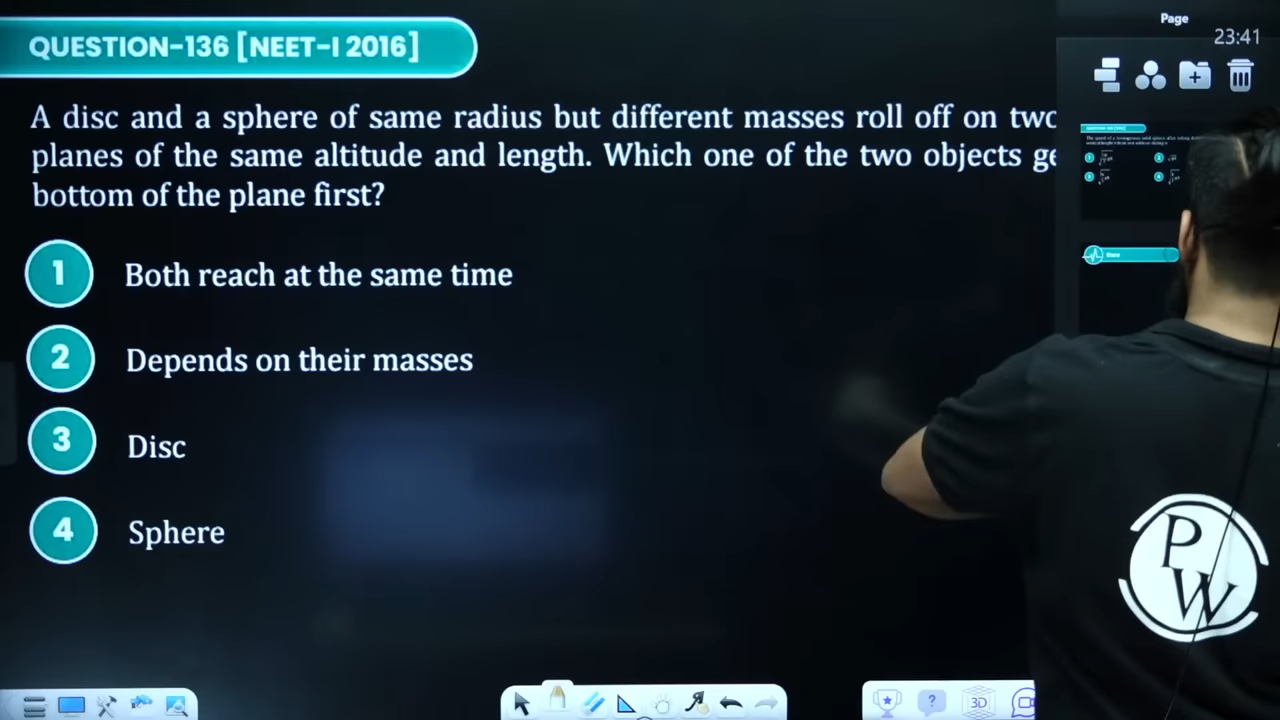 Page
23:41
QUESTION-136 [NEET-I 2016]
A disc and a sphere of same radius but different masses roll off on two
planes of the same altitude and length. Which one of the two objects ge
bottom of the plane first?
1 Both reach at the same time
2 Depends on their masses
3 Disc
4 Sphere
3D
PW